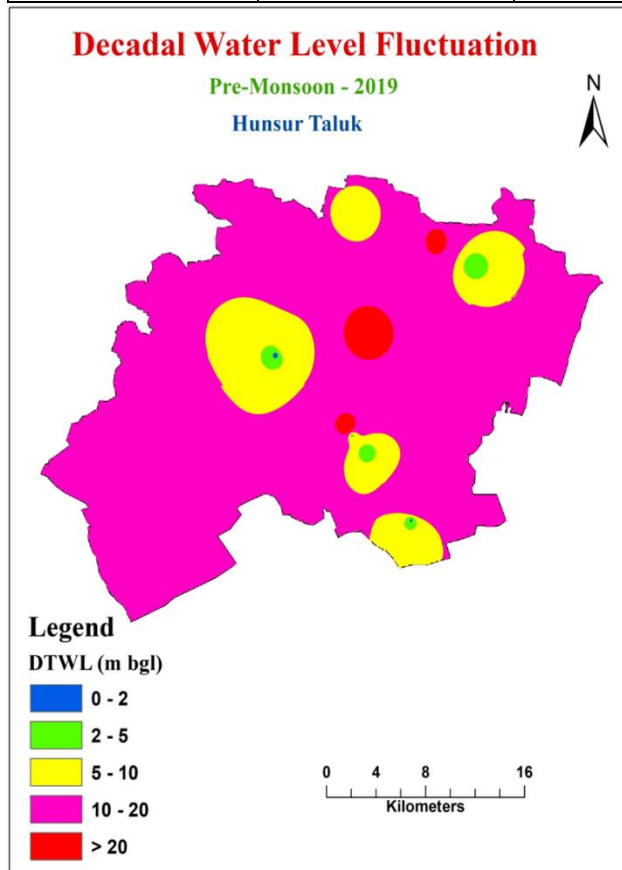 Decadal Water Level Fluctuation
Pre-Monsoon - 2019
Hunsur Taluk
N
Legend
DTWL (m bgl)
0 - 2
2 - 5
5 - 10
10 - 20
> 20
0 4 8 16
Kilometers